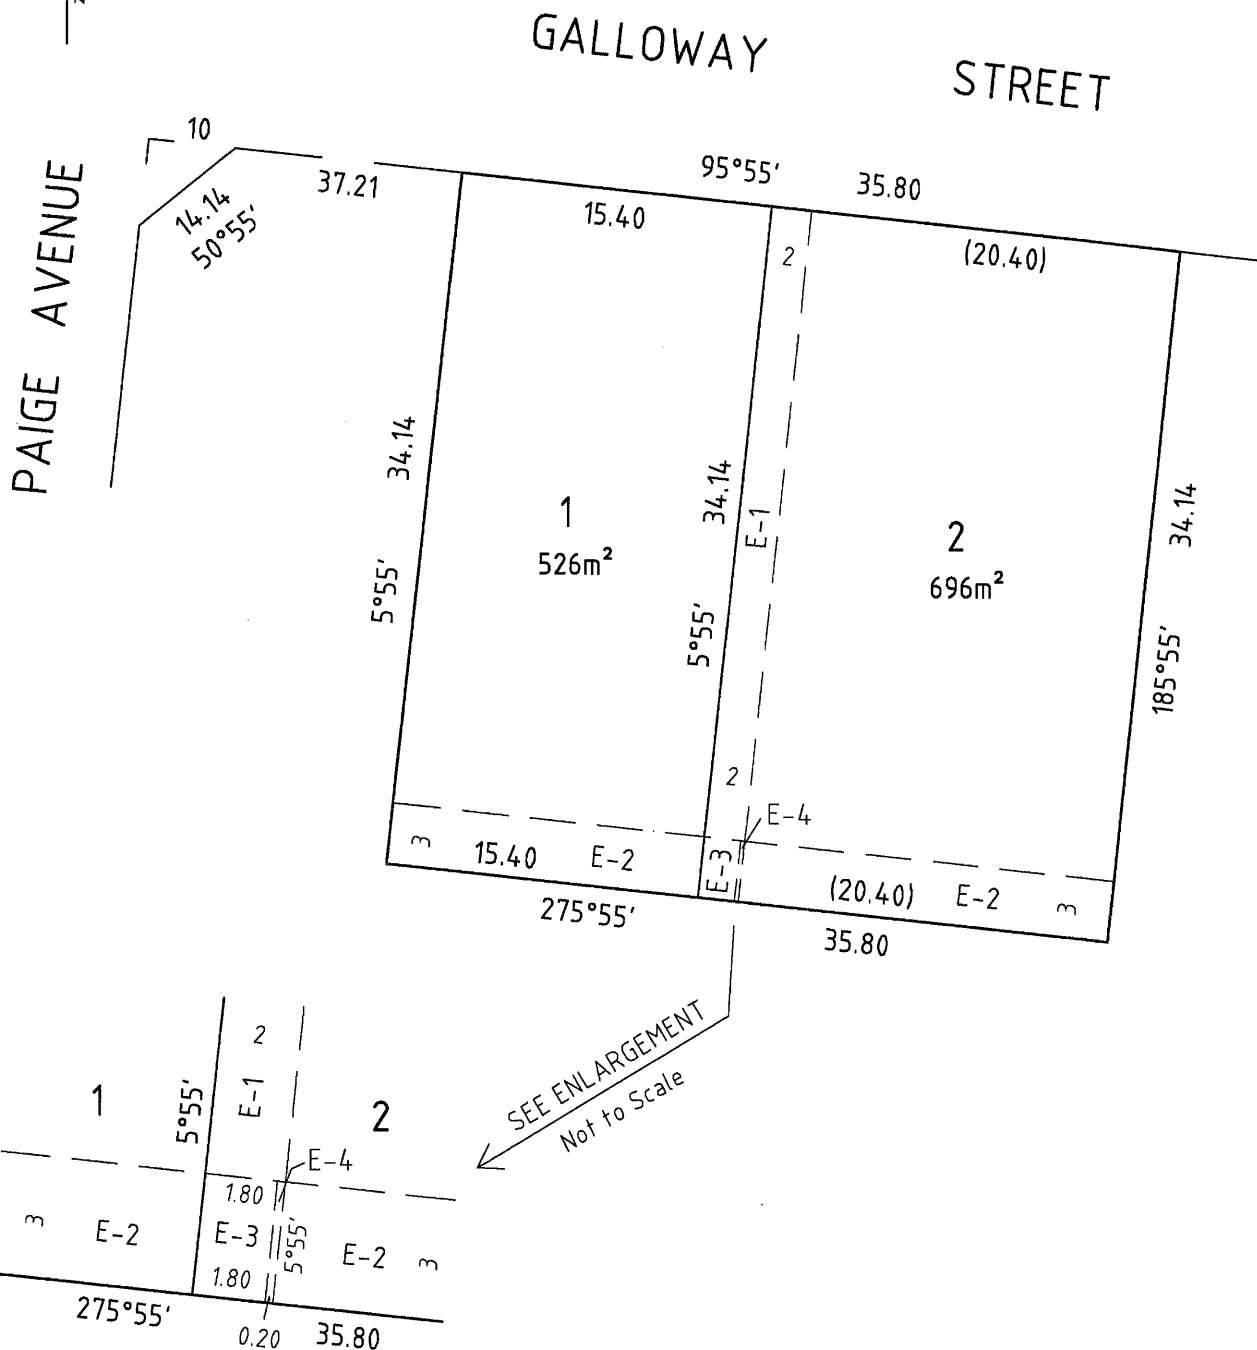 GALLOWAY STREET
PAIGE AVENUE
10
14.14
50°55'
37.21
95°55'
35.80
15.40
(20.40)
2
34.14
5°55'
1
526m²
34.14
5°55'
E-1
2
696m²
34.14
185°55'
2
E-4
3
15.40
E-2
E-3
(20.40)
E-2
3
275°55'
35.80
SEE ENLARGEMENT
Not to Scale
1
5°55'
2
E-1
2
E-4
1.80
3
E-2
E-3
5°55'
E-2
3
1.80
275°55'
0.20
35.80